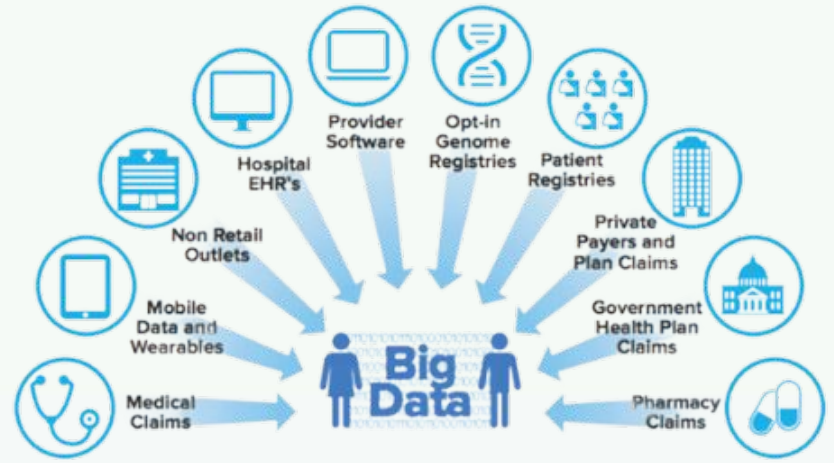 Medical
Claims
Mobile
Data and
Wearables
Non Retail
Outlets
Hospital
EHR's
Provider
Software
Opt-in
Genome
Registries
Patient
Registries
Private
Payers and
Plan Claims
Government
Health Plan
Claims
Pharmacy
Claims
Big
Data